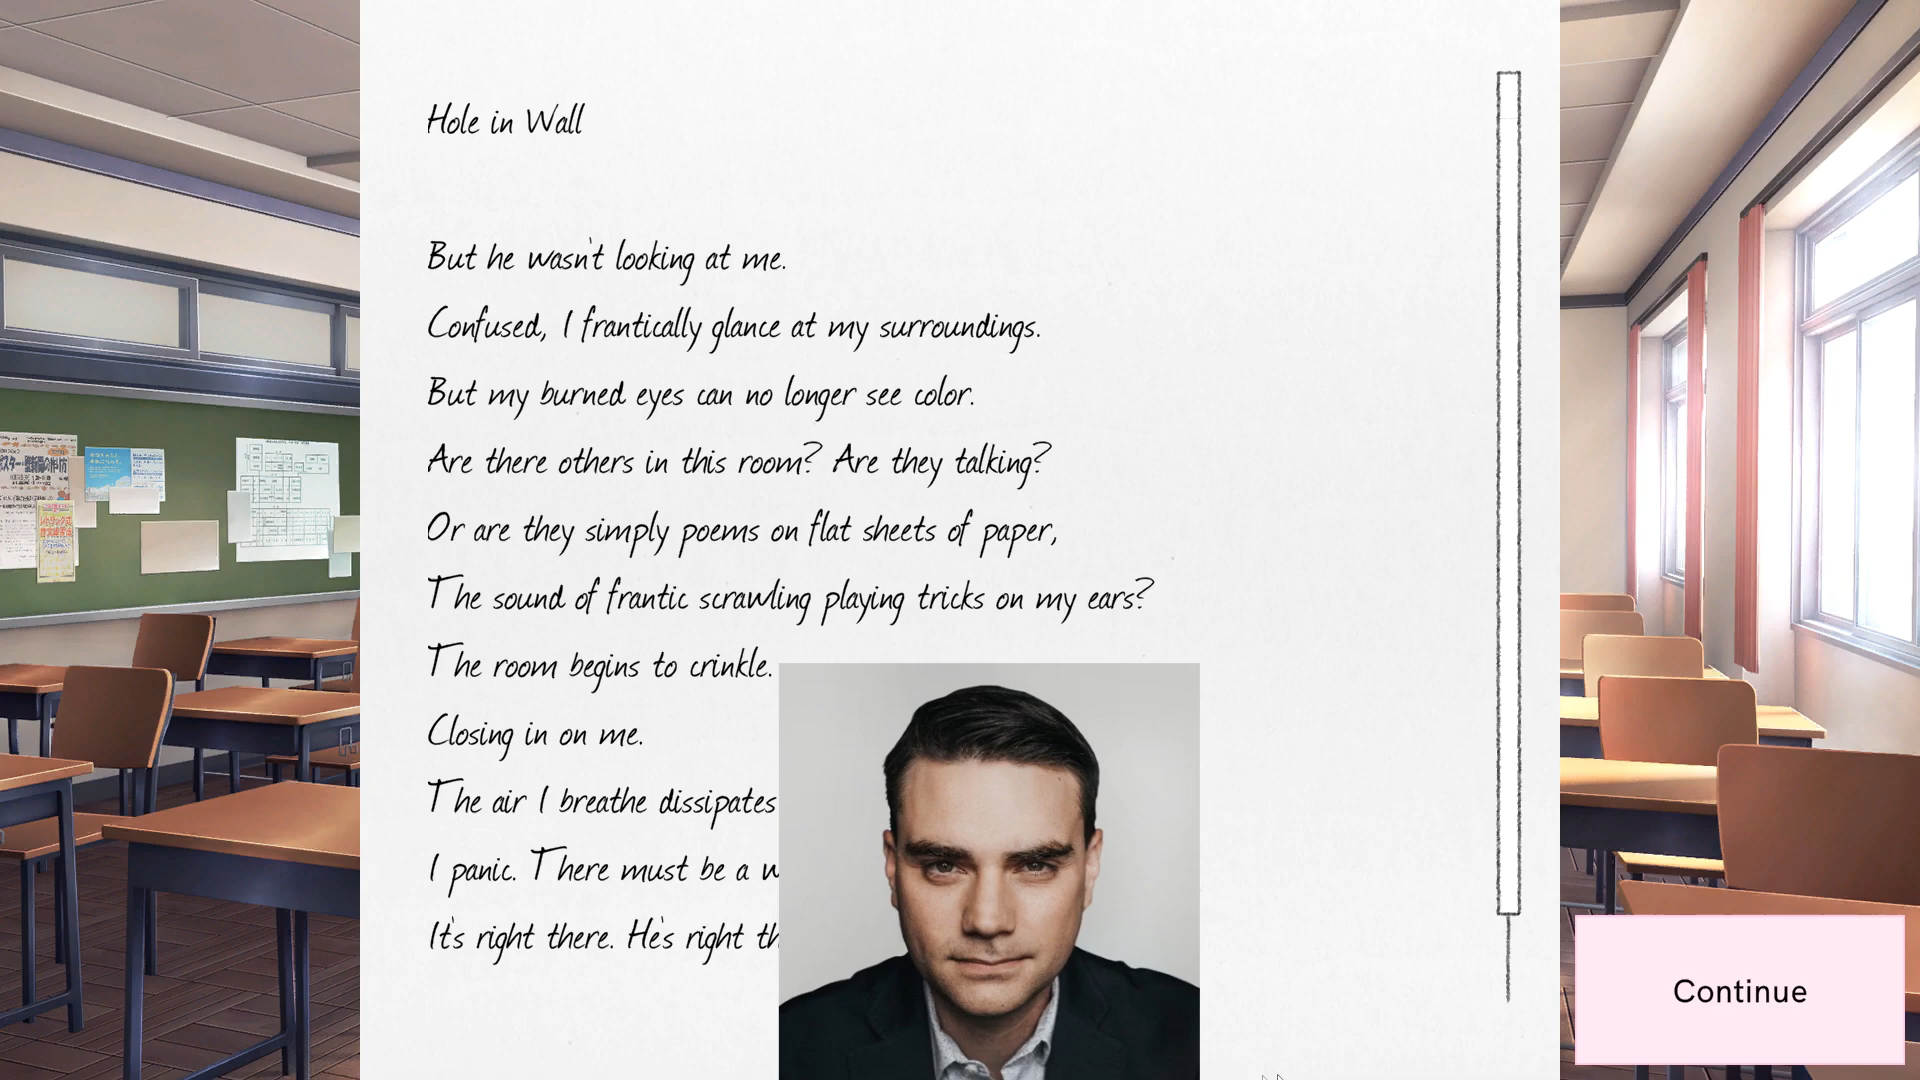 Hole in Wall
But he wasn't looking at me.
Confused, I frantically glance at my surroundings.
But my burned eyes can no longer see color.
Are there others in this room? Are they talking?
Or are they simply poems on flat sheets of paper,
The sound of frantic scrawling playing tricks on my ears?
The room begins to crinkle.
Closing in on me.
The air I breathe dissipates
I panic. There must be a
It's right there. He's right
Continue